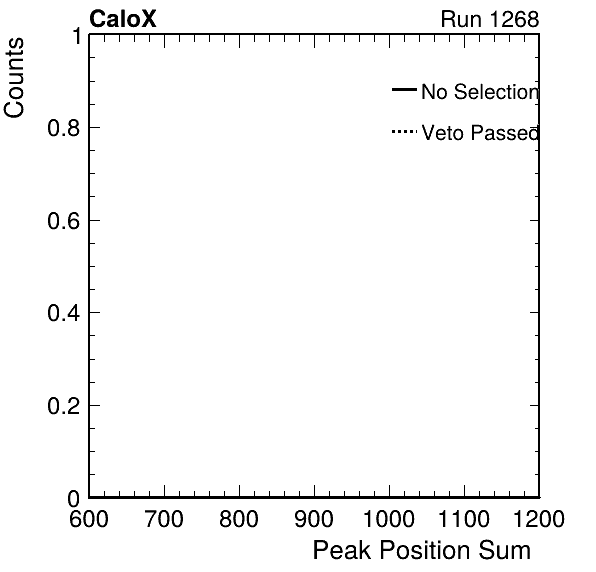 CaloX Run 1268
Counts
1
No Selection
0.8
Veto Passed
0.6
0.4
0.2
0
600 700 800 900 1000 1100 1200
Peak Position Sum